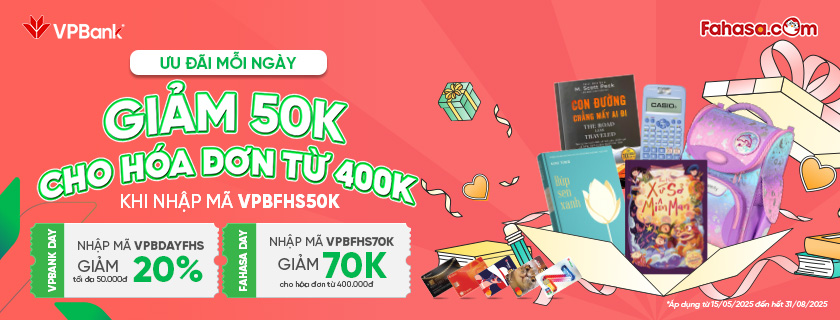 VPBank
Fahasa.com
ƯU ĐÃI MỖI NGÀY
GIẢM 50K
CHO HÓA ĐƠN TỪ 400K
KHI NHẬP MÃ VPBFHS50K
VPBANK DAY
NHẬP MÃ VPBDAYFHS
GIẢM 20%
tối đa 50.000đ
FAHASA DAY
NHẬP MÃ VPBFHS70K
GIẢM 70K
cho hóa đơn từ 400.000đ
M. Scott Peck
CON ĐƯỜNG
CHẲNG MẤY AI ĐI
THE ROAD
LESS
TRAVELED
CASIO
Búp
sen
xanh
Xứ Sở
Miên Man
*Áp dụng từ 15/05/2025 đến hết 31/08/2025